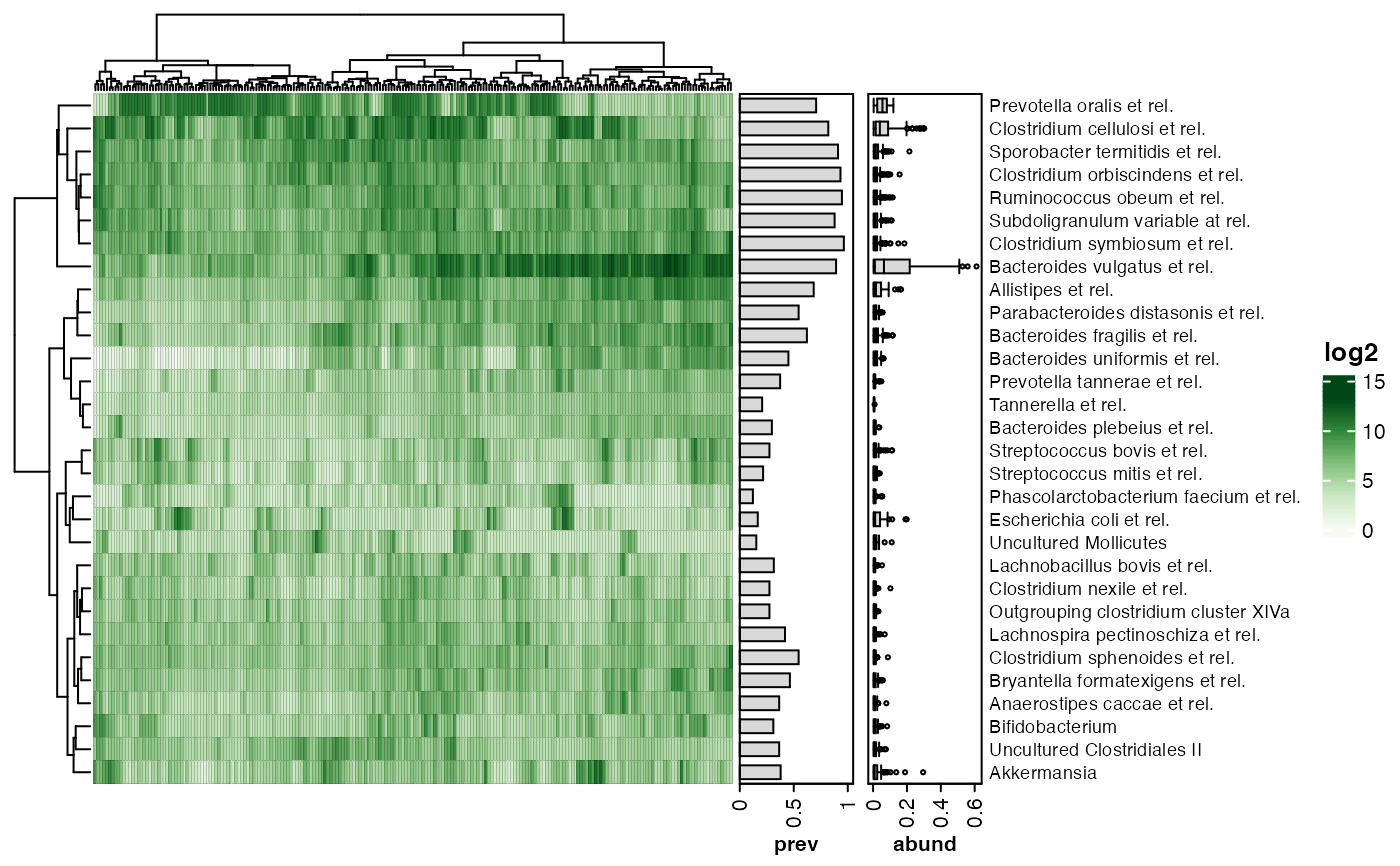 Prevotella oralis et rel.
Clostridium cellulosi et rel.
Sporobacter termitidis et rel.
Clostridium orbiscindens et rel.
Ruminococcus obeum et rel.
Subdoligranulum variable at rel.
Clostridium symbiosum et rel.
Bacteroides vulgatus et rel.
Allistipes et rel.
Parabacteroides distasonis et rel.
Bacteroides fragilis et rel.
Bacteroides uniformis et rel.
Prevotella tannerae et rel.
Tannerella et rel.
Bacteroides plebeius et rel.
Streptococcus bovis et rel.
Streptococcus mitis et rel.
Phascolarctobacterium faecium et rel.
Escherichia coli et rel.
Uncultured Mollicutes
Lachnobacillus bovis et rel.
Clostridium nexile et rel.
Outgrouping clostridium cluster XIVa
Lachnospira pectinoschiza et rel.
Clostridium sphenoides et rel.
Bryantella formatexigens et rel.
Anaerostipes caccae et rel.
Bifidobacterium
Uncultured Clostridiales II
Akkermansia
log2
15
10
5
0
0 0.5 1
0 0.2 0.4 0.6
prev
abund